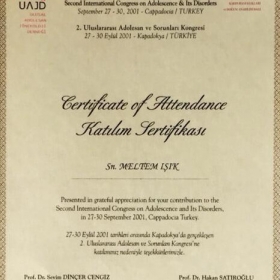 UAJD
Second International Congress on Adolescence & Its Disorders
September 27 - 30, 2001 - Cappadocia / TURKEY
2. Uluslararası Adolesan ve Sorunları Kongresi
27 - 30 Eylül 2001 - Kapadokya / TÜRKİYE
Certificate of Attendance
Katılım Sertifikası
Sn. MELTEM IŞIK
Presented in grateful appreciation for your contribution to the
Second International Congress on Adolescence and Its Disorders,
in 27-30 September 2001, Cappadocia Turkey.
27-30 Eylül 2001 tarihleri arasında Kapadokya'da gerçekleşen
2. Uluslararası Adolesan ve Sorunları Kongresi'ne
katılımınız nedeniyle teşekkürlerimizle.
Prof. Dr. Sevim DİNÇER CENGİZ
Prof. Dr. Hakan SATIROĞLU